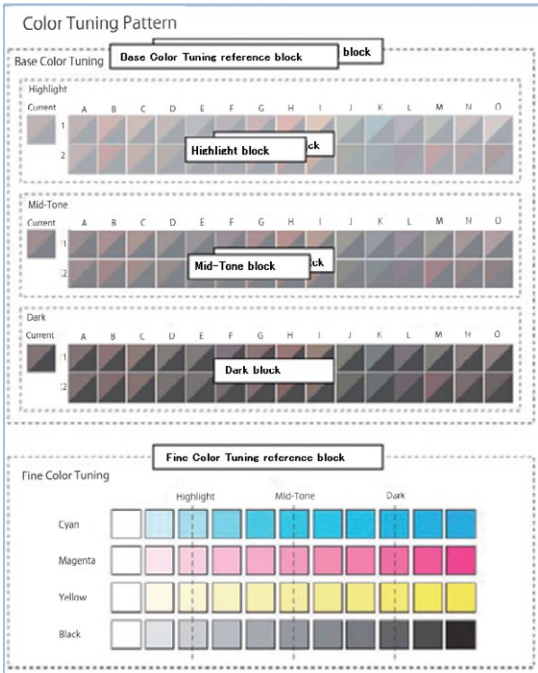 Color Tuning Pattern
Base Color Tuning
Base Color Tuning reference block
block
Highlight
Current A B C D E F G H I J K L M N O
1
2
Highlight block
ck
Mid-Tone
Current A B C D E F G H I J K L M N O
1
2
Mid-Tone block
ck
Dark
Current A B C D E F G H I J K L M N O
1
2
Dark block
Fine Color Tuning reference block
Fine Color Tuning
Highlight Mid-Tone Dark
Cyan
Magenta
Yellow
Black